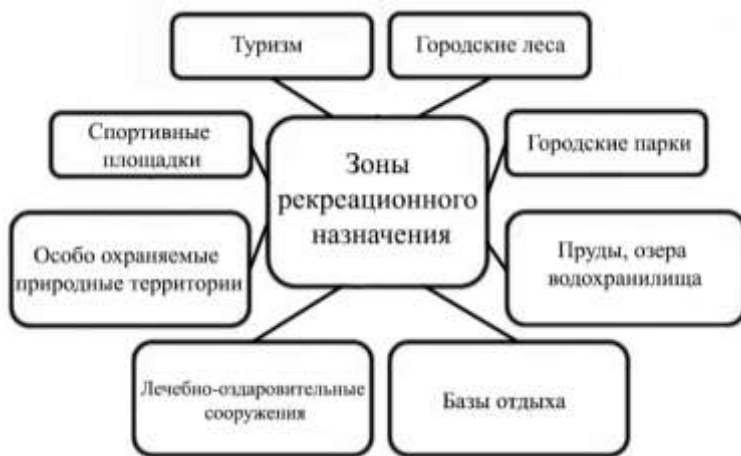 Туризм
Городские леса
Спортивные
площадки
Зоны
рекреационного
назначения
Городские парки
Особо охраняемые
природные территории
Пруды, озера
водохранилища
Лечебно-оздаровительные
сооружения
Базы отдыха